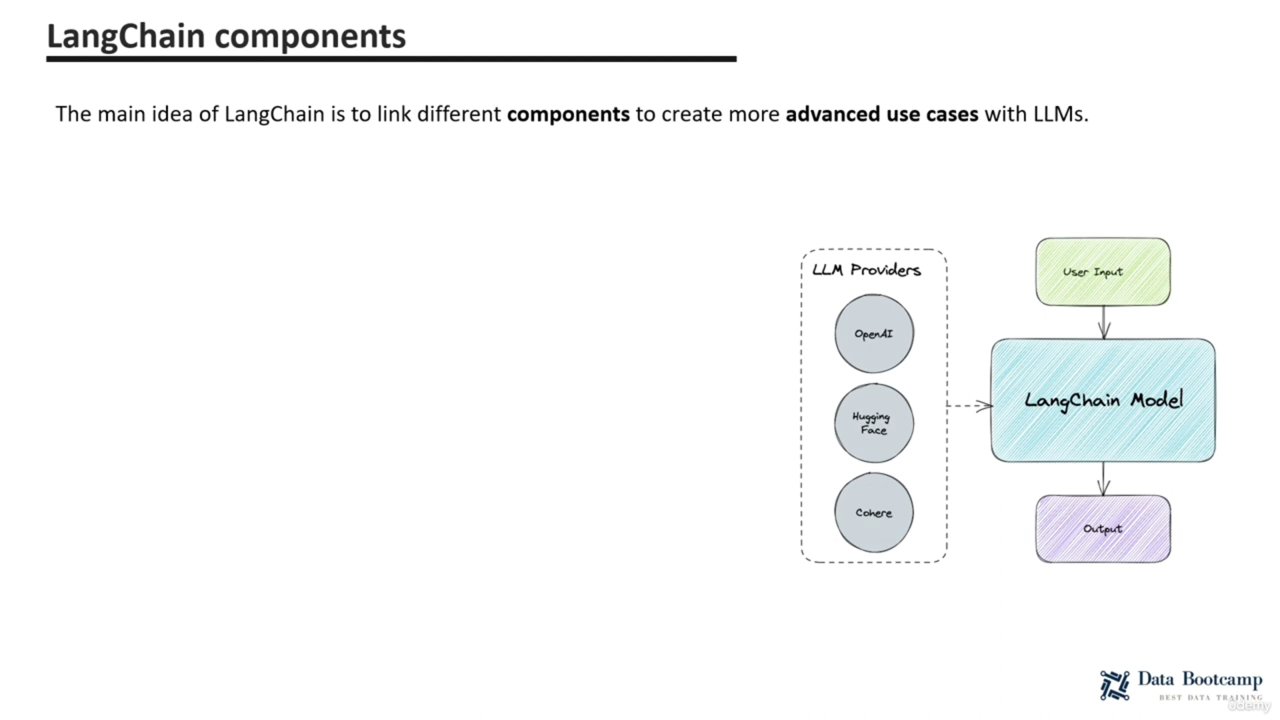 LangChain components
The main idea of LangChain is to link different components to create more advanced use cases with LLMs.
LLM Providers
OpenAI
Hugging
Face
Cohere
User Input
LangChain Model
Output
Data Bootcamp
BEST DATA TRAINING
udemy